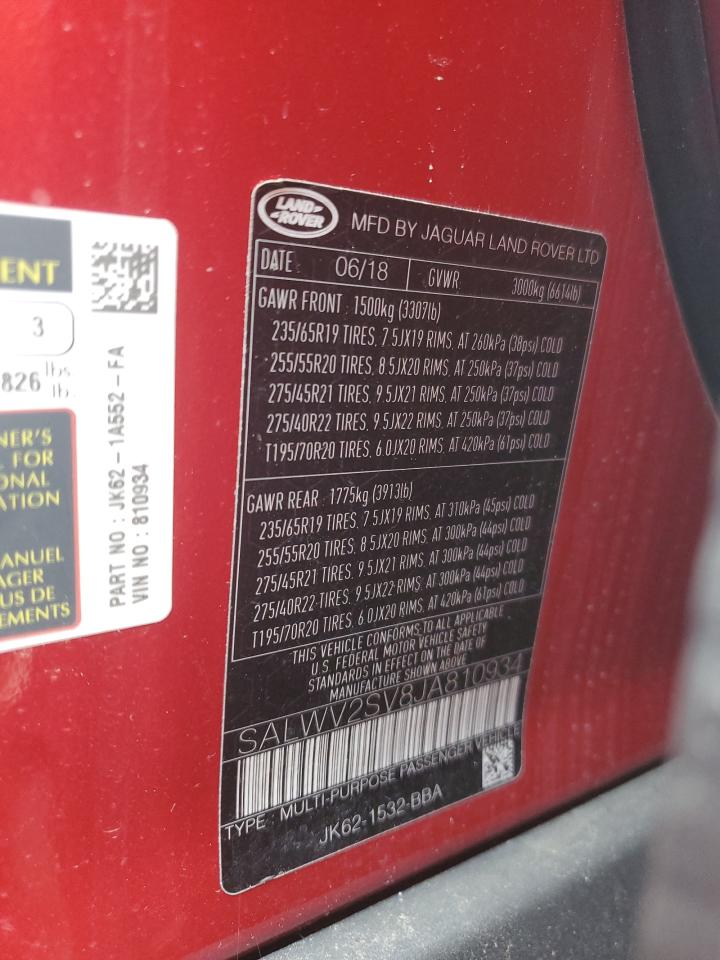 ENT
3
826 lbs.
lb.
NER'S
FOR
ONAL
ATION
MANUEL
AGER
US DE
EMENTS
PART NO : JK62 - 1A552 - FA
VIN NO : 810934
LAND ROVER
MFD BY JAGUAR LAND ROVER LTD
DATE 06/18 GVWR 3000kg (6614lb)
GAWR FRONT 1500kg (3307lb)
235/65R19 TIRES, 7.5JX19 RIMS, AT 260kPa (38psi) COLD
255/55R20 TIRES, 8.5JX20 RIMS, AT 250kPa (37psi) COLD
275/45R21 TIRES, 9.5JX21 RIMS, AT 250kPa (37psi) COLD
275/40R22 TIRES, 9.5JX22 RIMS, AT 250kPa (37psi) COLD
T195/70R20 TIRES, 6.0JX20 RIMS, AT 420kPa (61psi) COLD
GAWR REAR 1775kg (3913lb)
235/65R19 TIRES, 7.5JX19 RIMS, AT 310kPa (45psi) COLD
255/55R20 TIRES, 8.5JX20 RIMS, AT 300kPa (44psi) COLD
275/45R21 TIRES, 9.5JX21 RIMS, AT 300kPa (44psi) COLD
275/40R22 TIRES, 9.5JX22 RIMS, AT 300kPa (44psi) COLD
T195/70R20 TIRES, 6.0JX20 RIMS, AT 420kPa (61psi) COLD
THIS VEHICLE CONFORMS TO ALL APPLICABLE
U.S. FEDERAL MOTOR VEHICLE SAFETY
STANDARDS IN EFFECT ON THE DATE OF
MANUFACTURE SHOWN ABOVE
SALWV2SV8JA810934
TYPE : MULTI-PURPOSE PASSENGER VEHICLE
JK62-1532-BBA